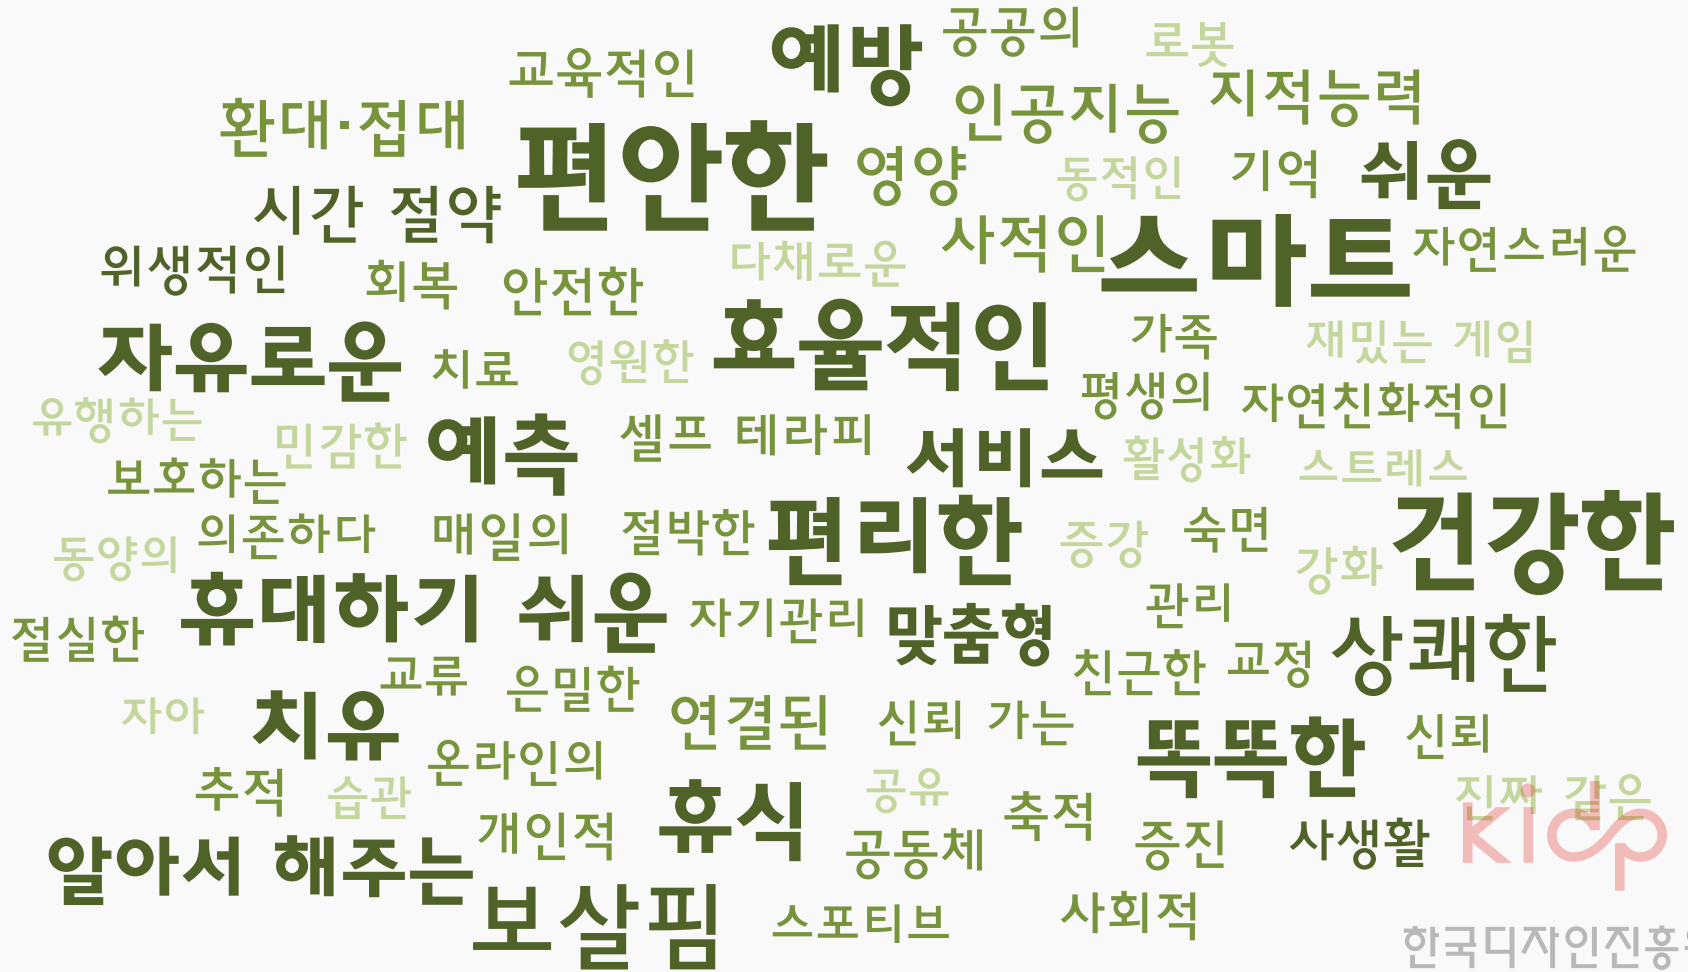 공공의
로봇
예방
교육적인
인공지능
지적능력
환대·접대
편안한
영양
동적인
기억
쉬운
시간 절약
사적인
스마트
자연스러운
위생적인
회복
안전한
다채로운
자유로운
치료
영원한
효율적인
가족
재밌는 게임
평생의
자연친화적인
유행하는
민감한
예측
셀프 테라피
서비스
활성화
스트레스
보호하는
의존하다
매일의
절박한
편리한
증강
숙면
건강한
동양의
강화
휴대하기 쉬운
자기관리
맞춤형
관리
상쾌한
절실한
교류
은밀한
친근한
교정
자아
치유
연결된
신뢰 가는
똑똑한
신뢰
온라인의
추적
습관
휴식
공유
축적
진짜 같은
개인적
공동체
증진
사생활
kidp
알아서 해주는
보살핌
스포티브
사회적
한국디자인진흥